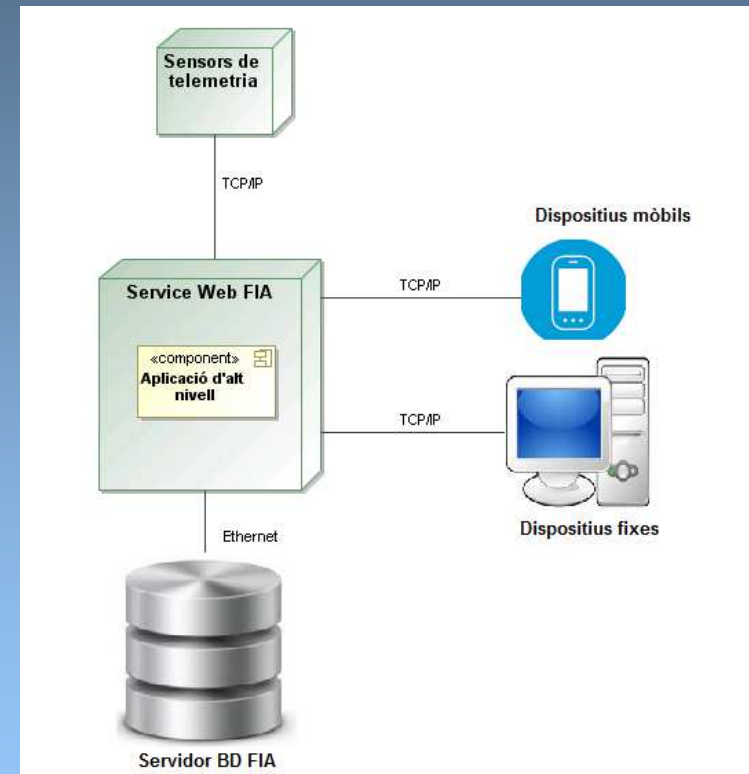 Sensors de
telemetria
TCP/IP
Dispositius mòbils
Service Web FIA
TCP/IP
«component»
Aplicació d'alt
nivell
TCP/IP
Dispositius fixes
Ethernet
Servidor BD FIA